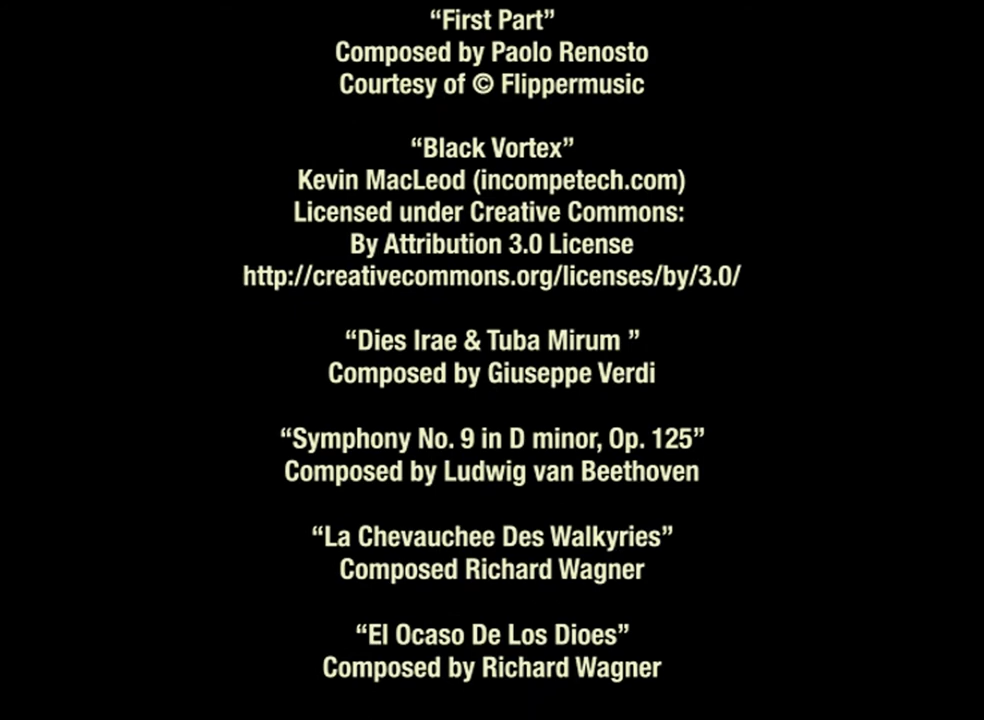 “First Part”
Composed by Paolo Renosto
Courtesy of © Flippermusic
“Black Vortex”
Kevin MacLeod (incompetech.com)
Licensed under Creative Commons:
By Attribution 3.0 License
http://creativecommons.org/licenses/by/3.0/
“Dies Irae & Tuba Mirum ”
Composed by Giuseppe Verdi
“Symphony No. 9 in D minor, Op. 125”
Composed by Ludwig van Beethoven
“La Chevauchee Des Walkyries”
Composed Richard Wagner
“El Ocaso De Los Dioes”
Composed by Richard Wagner